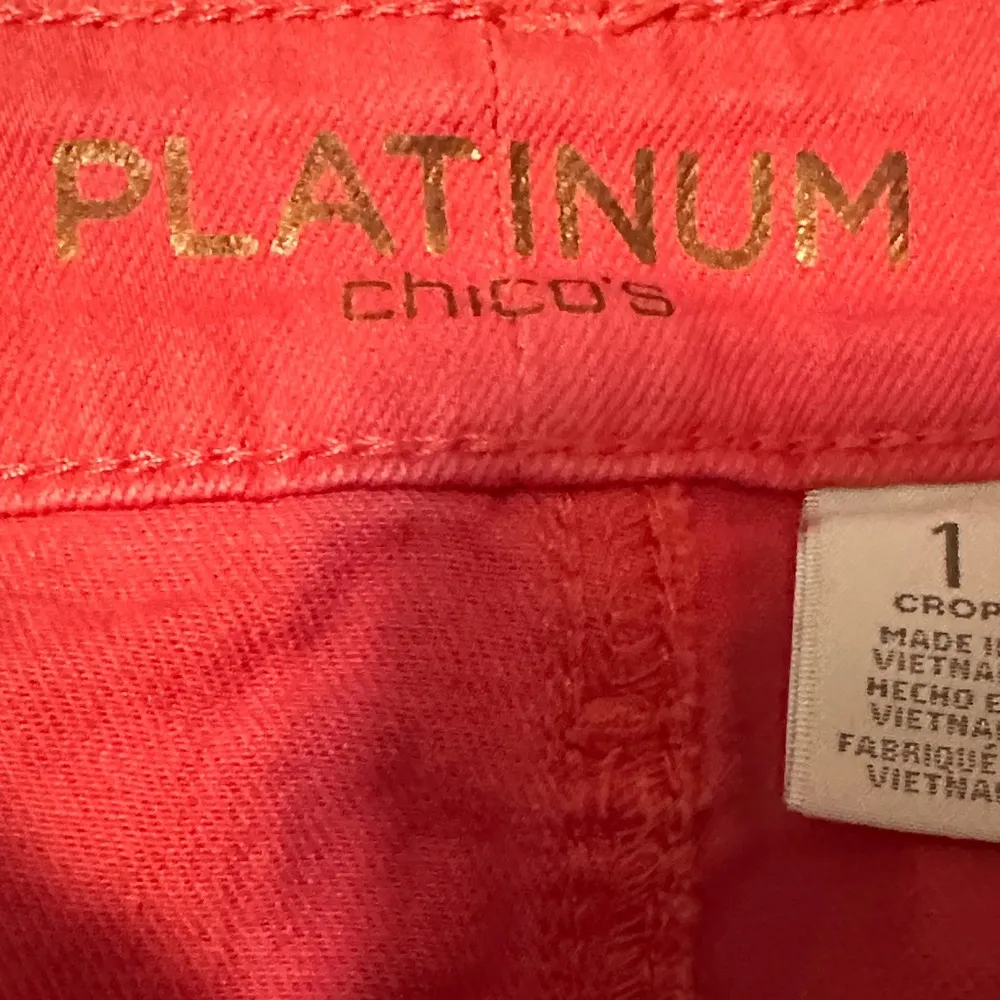 PLATINUM
chico's
1
CROP
MADE I
VIETNA
HECHO E
VIETNA
FABRIQUÉ
VIETNA